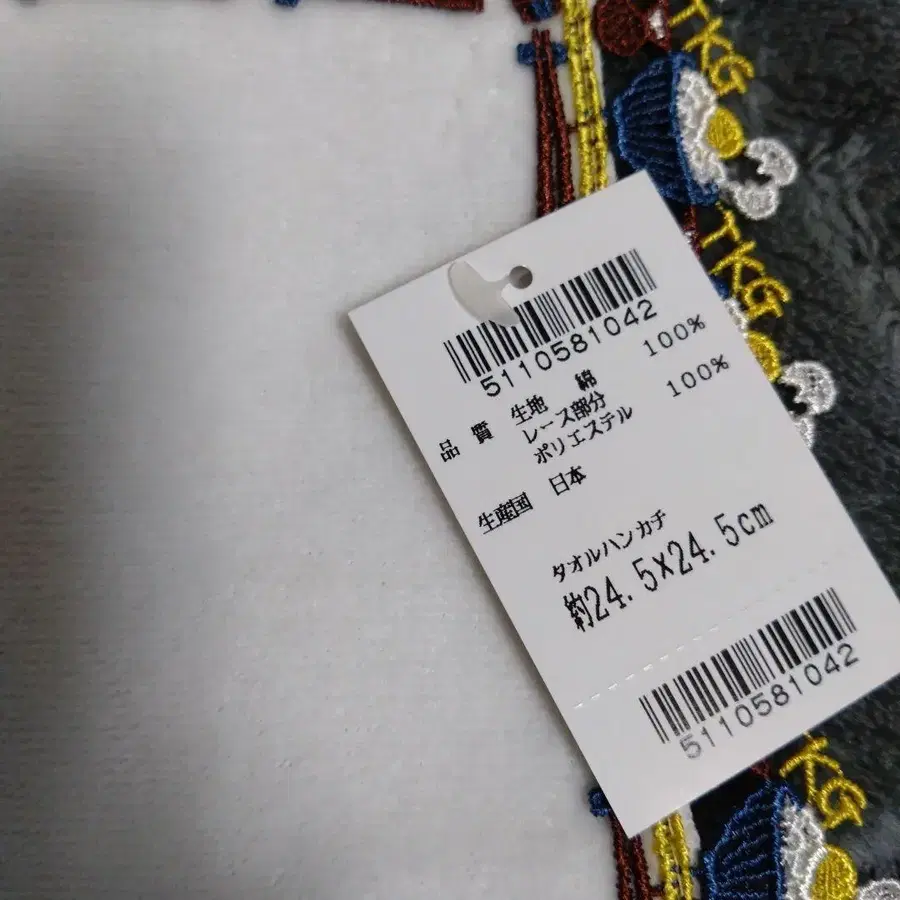 TKG
TKG
5110581042
品 質 生地 綿 100%
レース部分
ポリエステル 100%
生産国 日本
タオルハンカチ
約24.5×24.5cm
5110581042
TKG